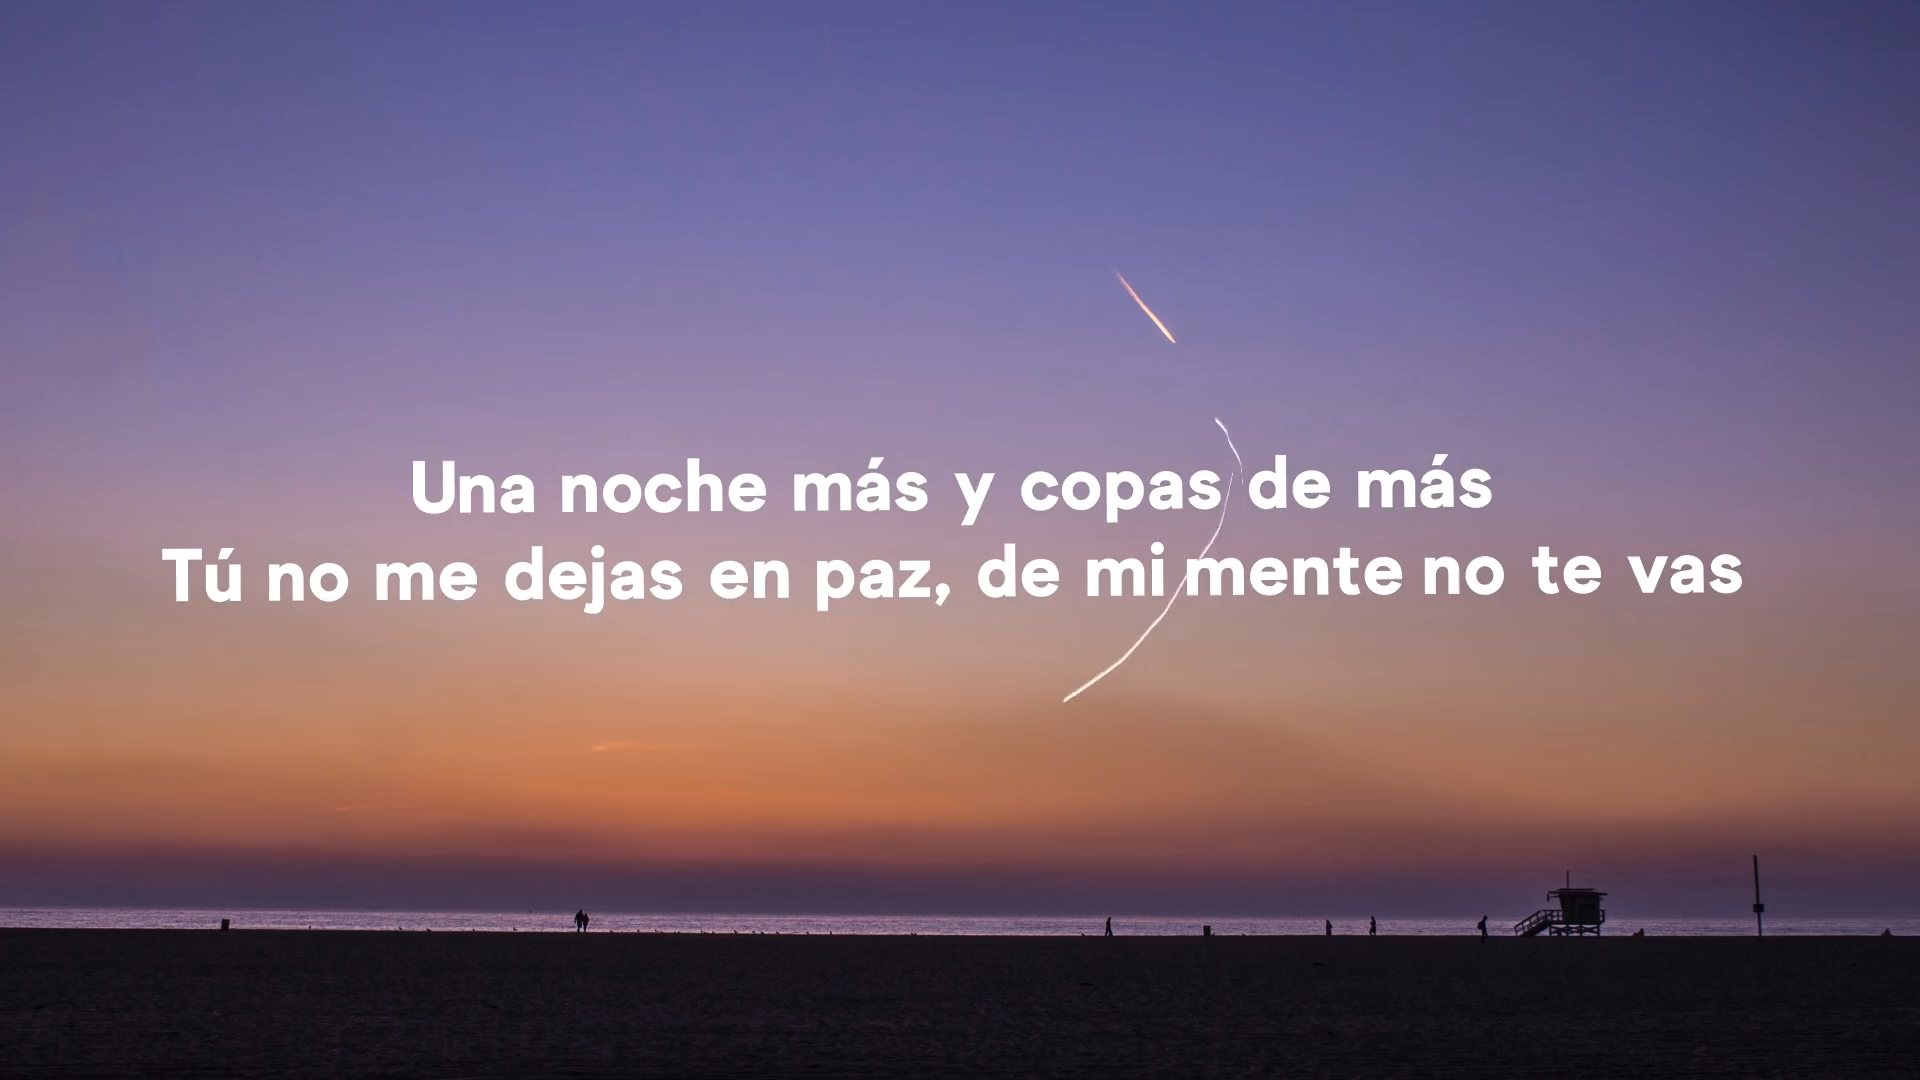 Una noche más y copas de más
Tú no me dejas en paz, de mi mente no te vas